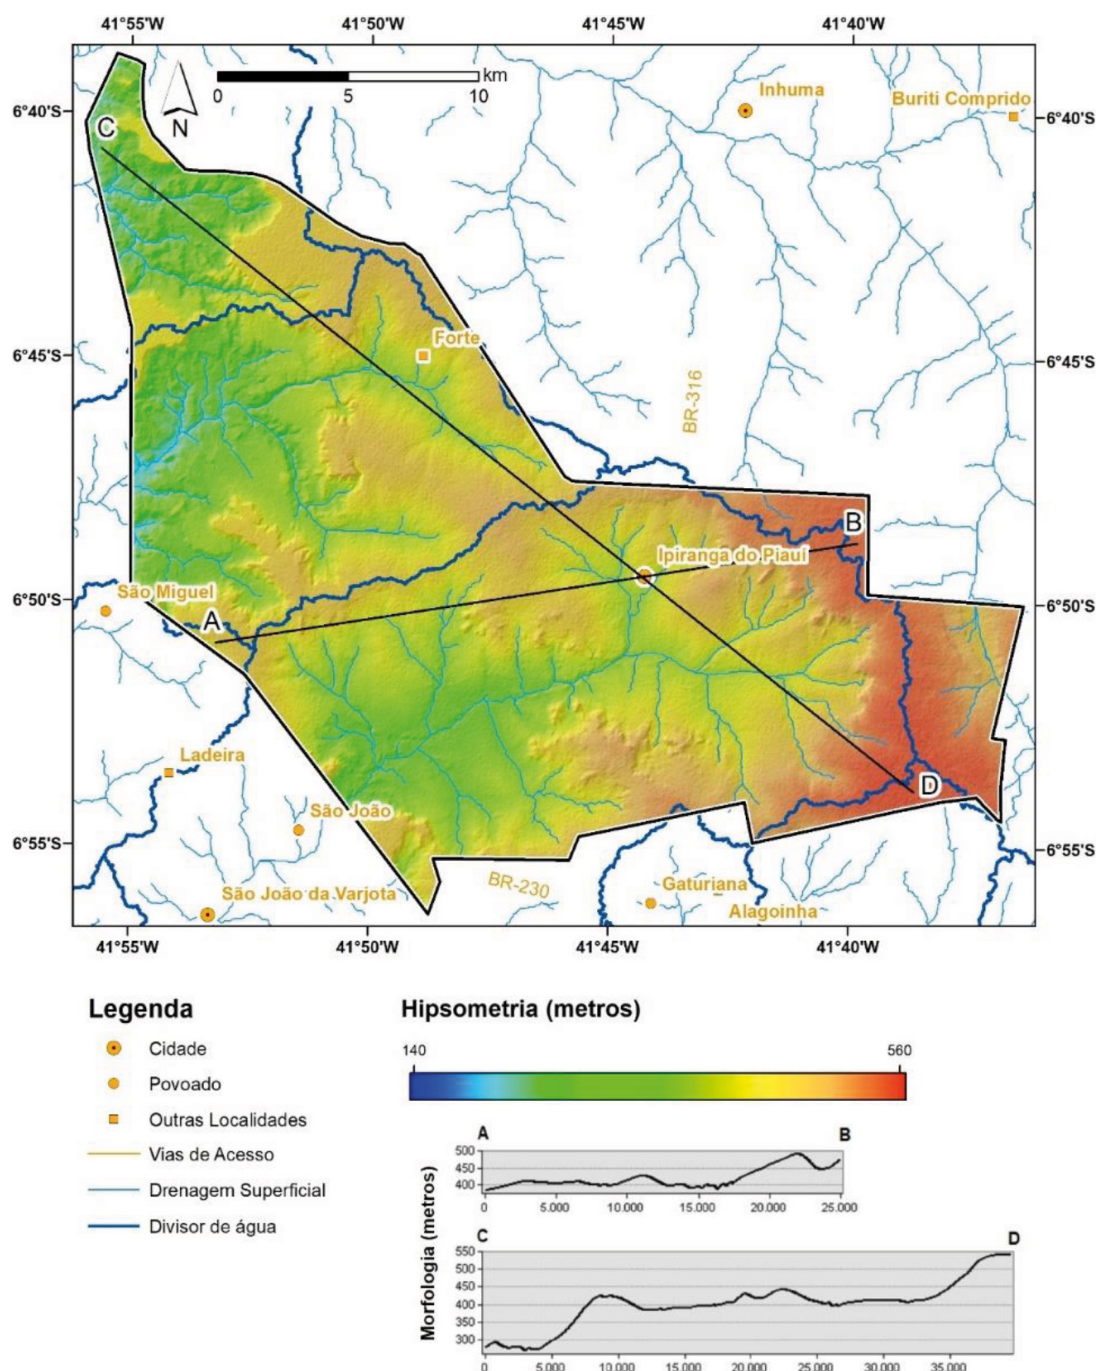 41°55'W 41°50'W 41°45'W 41°40'W
km
0 5 10
N
C
Inhuma
Buriti Comprido
6°40'S 6°40'S
BR-316
Forte
6°45'S 6°45'S
B
Ipiranga do Piauí
São Miguel
A
6°50'S 6°50'S
Ladeira
D
São João
6°55'S 6°55'S
São João da Varjota
BR-230
Gaturiana
Alagoinha
41°55'W 41°50'W 41°45'W 41°40'W
Legenda
Cidade
Povoado
Outras Localidades
Vias de Acesso
Drenagem Superficial
Divisor de água
Hipsometria (metros)
140 560
Morfologia (metros)
A B
500
450
400
0 5.000 10.000 15.000 20.000 25.000
C D
550
500
450
400
350
300
0 5.000 10.000 15.000 20.000 25.000 30.000 35.000